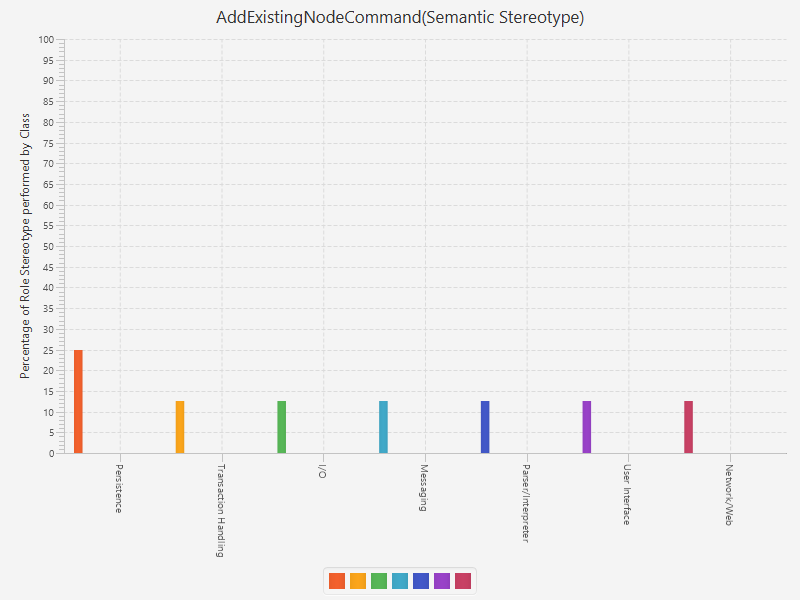 AddExistingNodeCommand(Semantic Stereotype)
Percentage of Role Stereotype performed by Class
100
95
90
85
80
75
70
65
60
55
50
45
40
35
30
25
20
15
10
5
0
Persistence
Transaction Handling
I/O
Messaging
Parser/Interpreter
User Interface
Network/Web